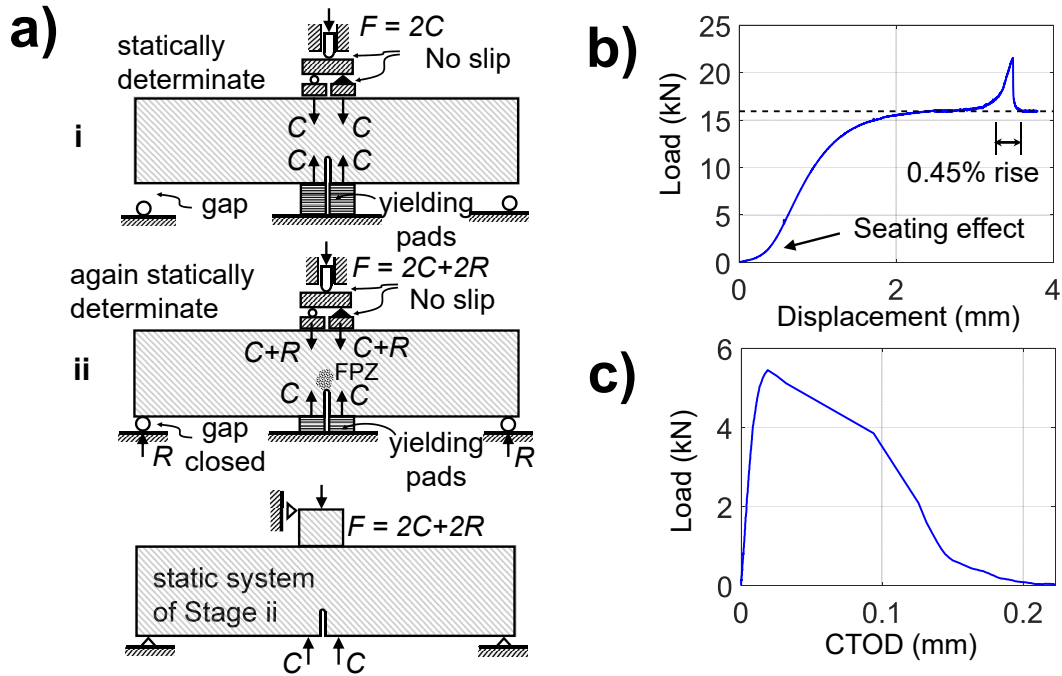 a)
F = 2C
statically
determinate
No slip
i
C C
C C
gap
yielding
pads
again statically
determinate
F = 2C+2R
No slip
ii
C+R C+R
FPZ
C C
gap
closed
yielding
pads
R R
F = 2C+2R
static system
of Stage ii
C C
b)
25
20
15
10
5
0
Load (kN)
0.45% rise
Seating effect
0 2 4
Displacement (mm)
c)
6
4
2
0
Load (kN)
0 0.1 0.2
CTOD (mm)